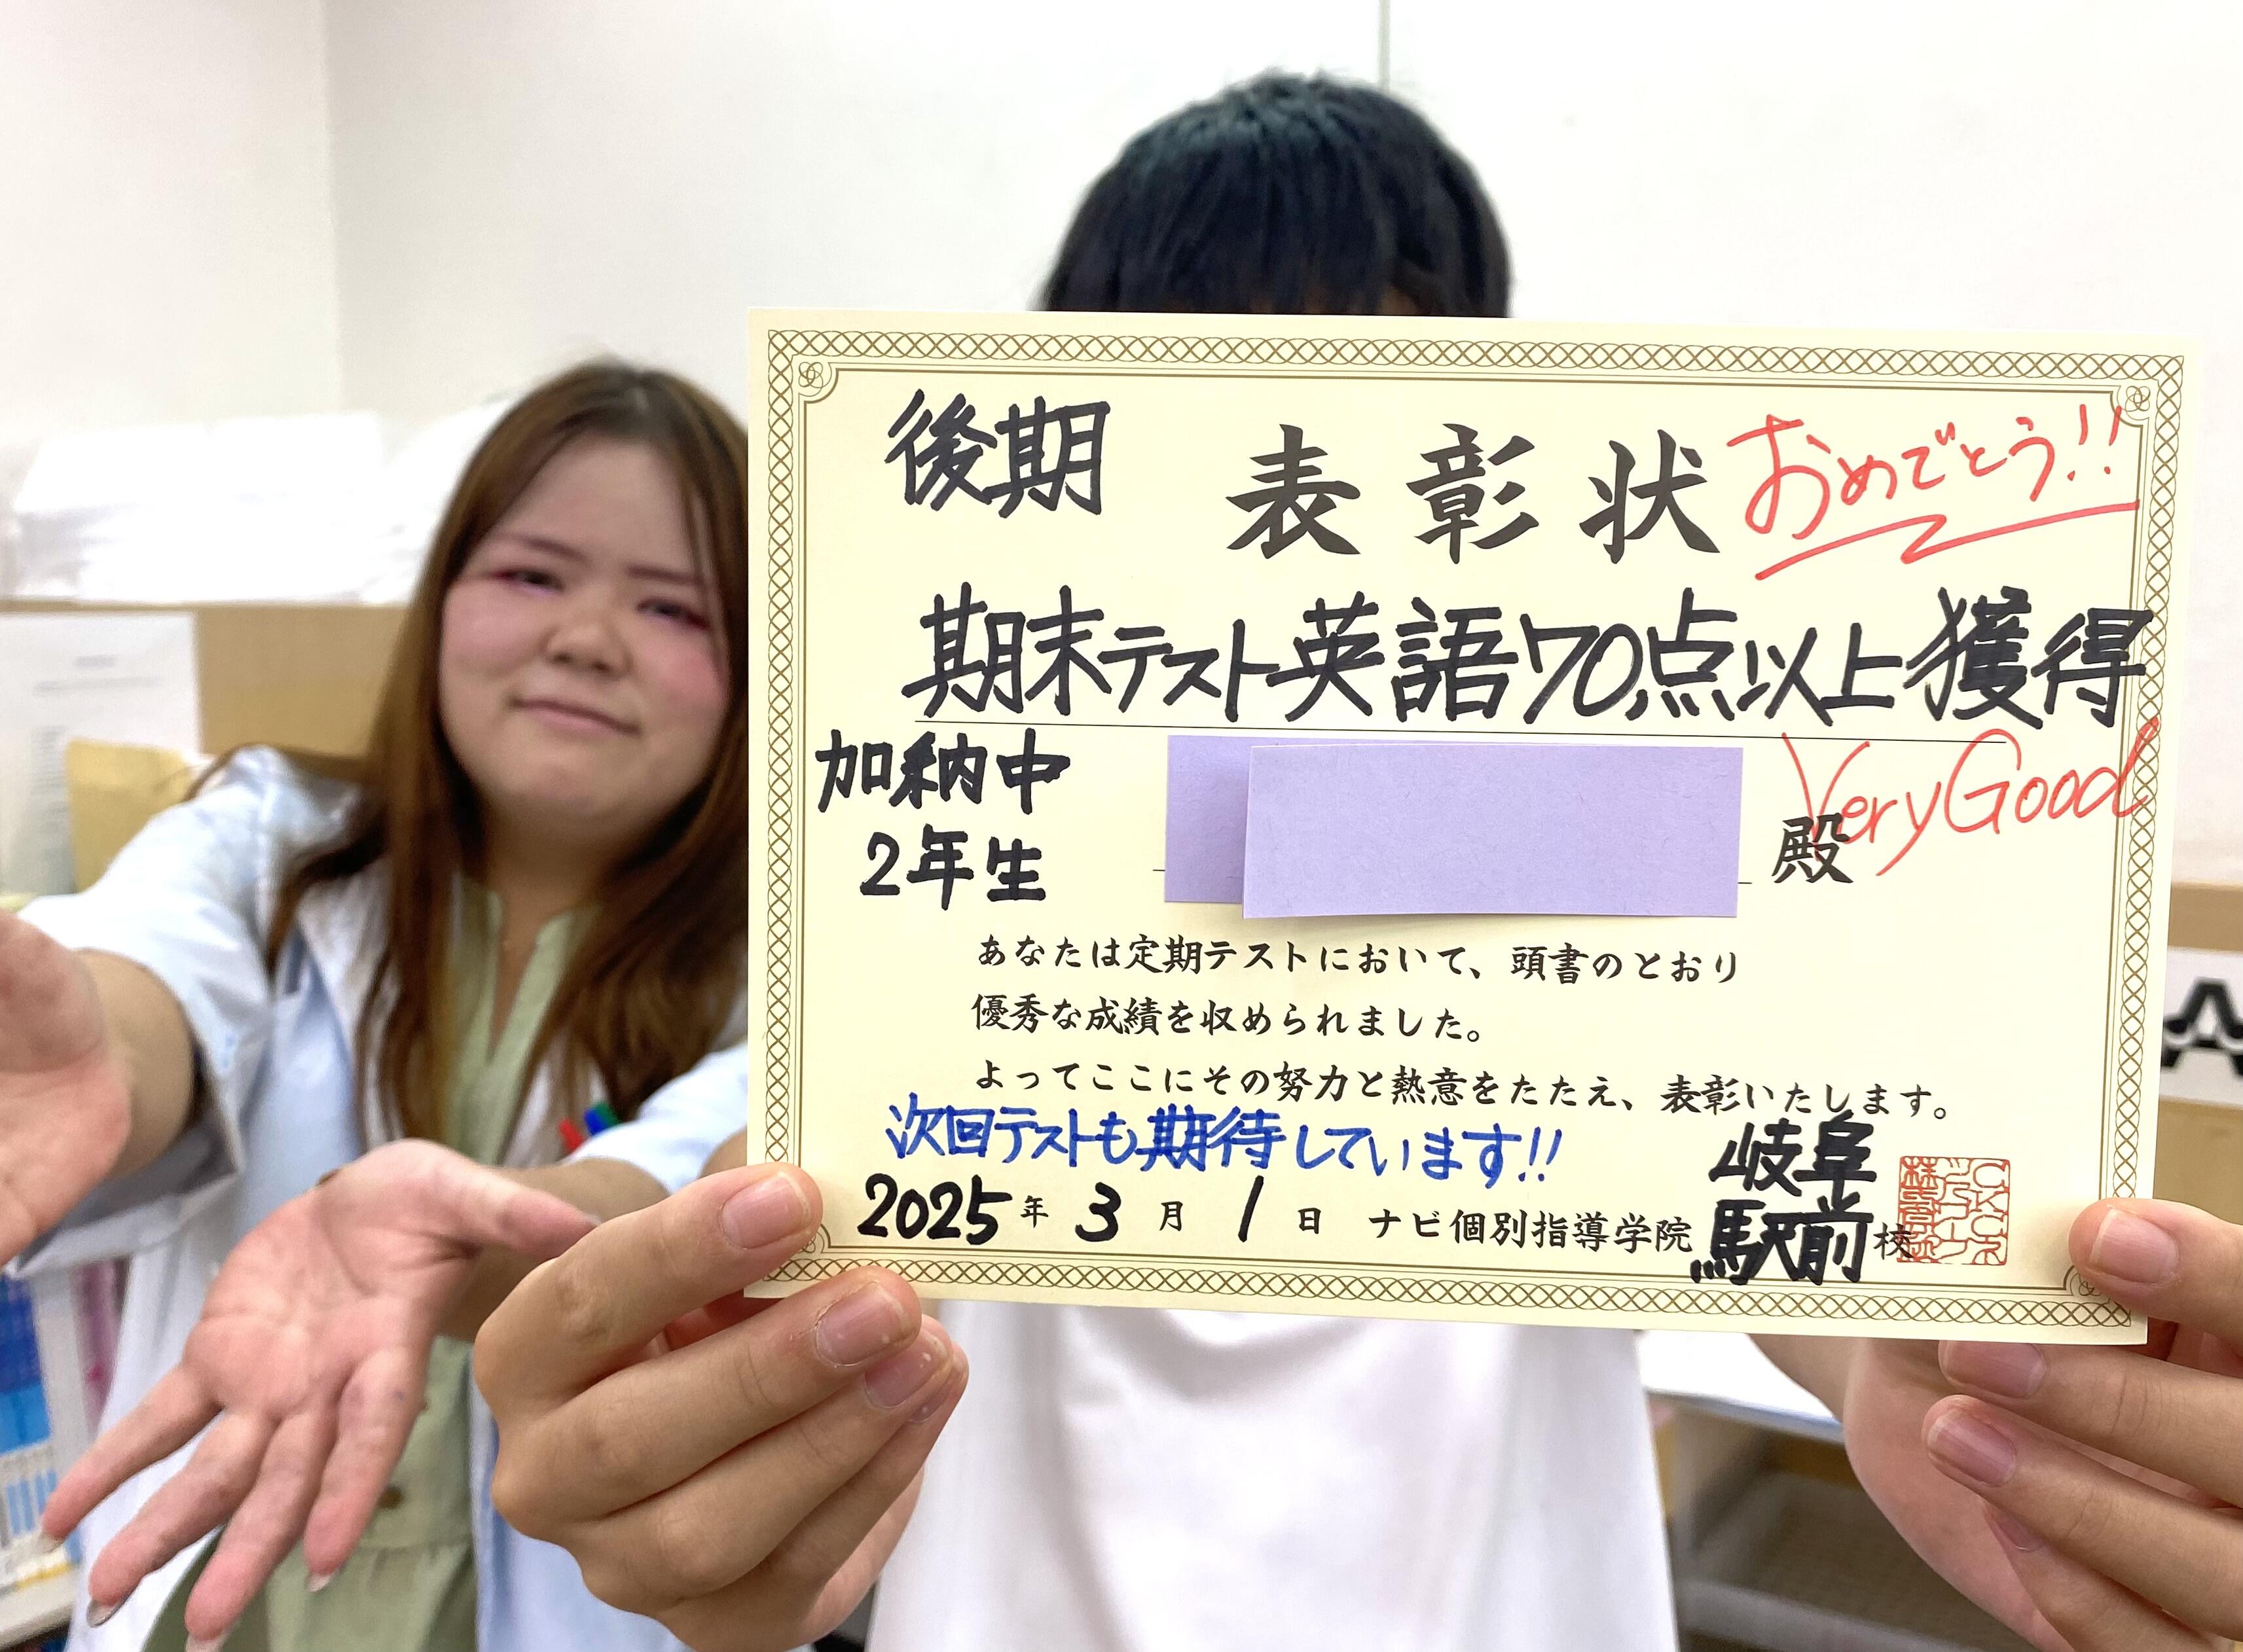 後期
表彰状
おめでとう!!
期末テスト英語70点以上獲得
加納中
2年生
殿
Very Good
あなたは定期テストにおいて、頭書のとおり
優秀な成績を収められました。
よってここにその努力と熱意をたたえ、表彰いたします。
次回テストも期待しています!!
2025年3月1日 ナビ個別指導学院 岐阜駅前校